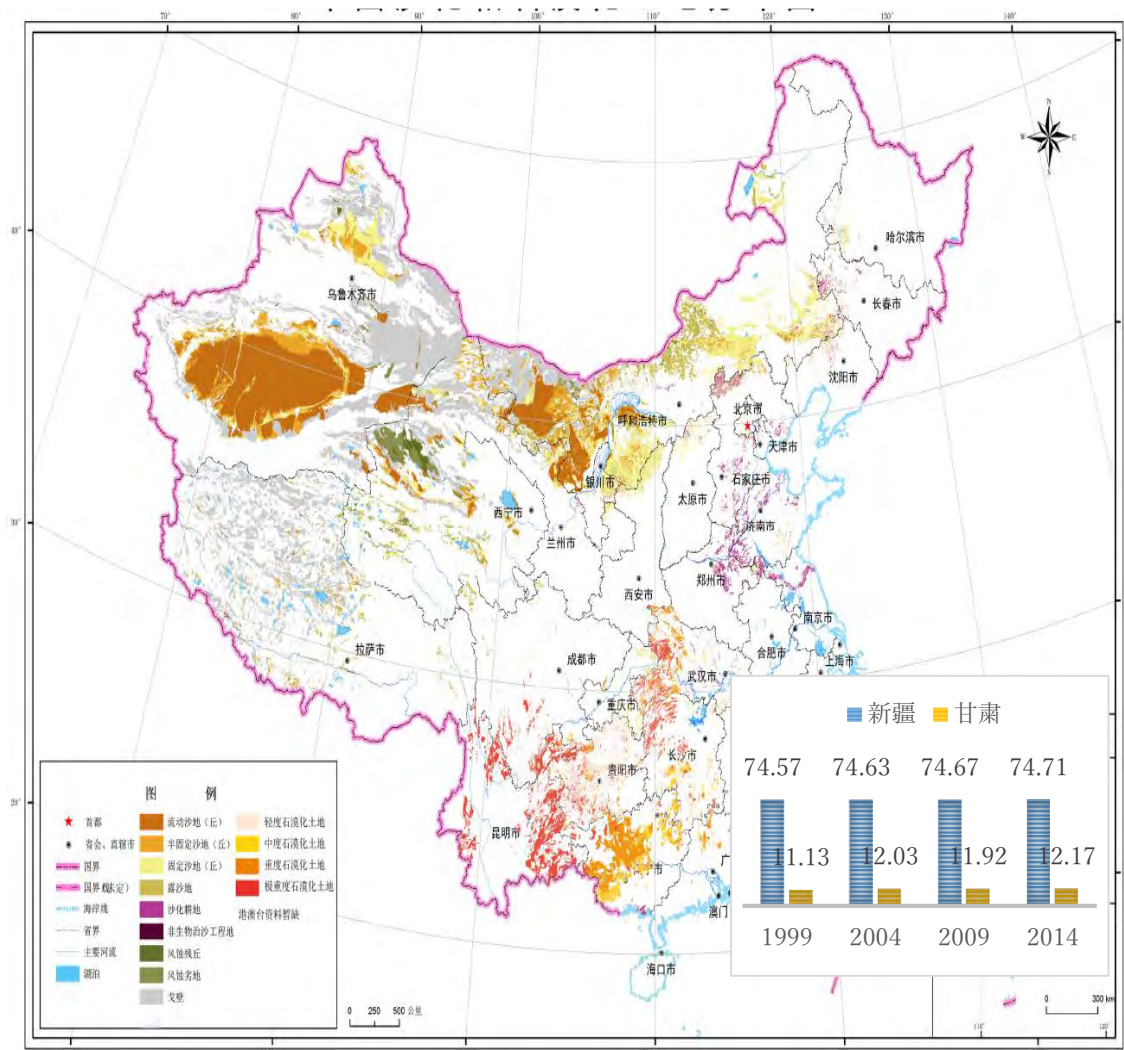 70°
80°
90°
100°
110°
120°
130°
140°
N
W
E
S
40°
30°
20°
哈尔滨市
长春市
沈阳市
乌鲁木齐市
呼和浩特市
北京市
天津市
银川市
石家庄市
太原市
西宁市
济南市
兰州市
郑州市
西安市
南京市
合肥市
上海市
拉萨市
成都市
武汉市
重庆市
长沙市
贵阳市
昆明市
广
澳门
海口市
新疆
甘肃
74.57
74.63
74.67
74.71
11.13
12.03
11.92
12.17
1999
2004
2009
2014
图 例
首都
省会、直辖市
国界
国界(未定)
海岸线
省界
主要河流
湖泊
流动沙地(丘)
半固定沙地(丘)
固定沙地(丘)
露沙地
沙化耕地
非生物治沙工程地
风蚀残丘
风蚀劣地
戈壁
轻度石漠化土地
中度石漠化土地
重度石漠化土地
极重度石漠化土地
港澳台资料暂缺
0 250 500 公里
0 300 km
110°
120°